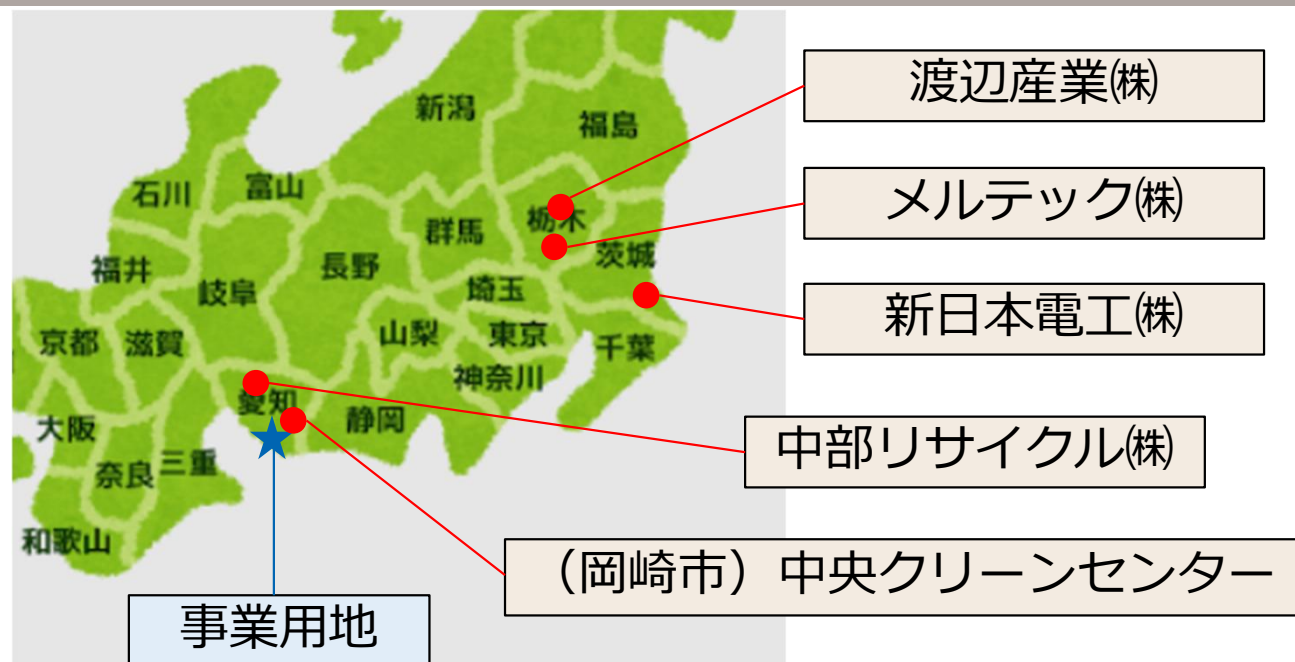 渡辺産業㈱
新潟
福島
メルテック㈱
石川
富山
栃木
群馬
茨城
福井
長野
岐阜
埼玉
新日本電工㈱
京都
滋賀
山梨
東京
千葉
神奈川
愛知
静岡
大阪
中部リサイクル㈱
奈良
三重
和歌山
（岡崎市）中央クリーンセンター
事業用地